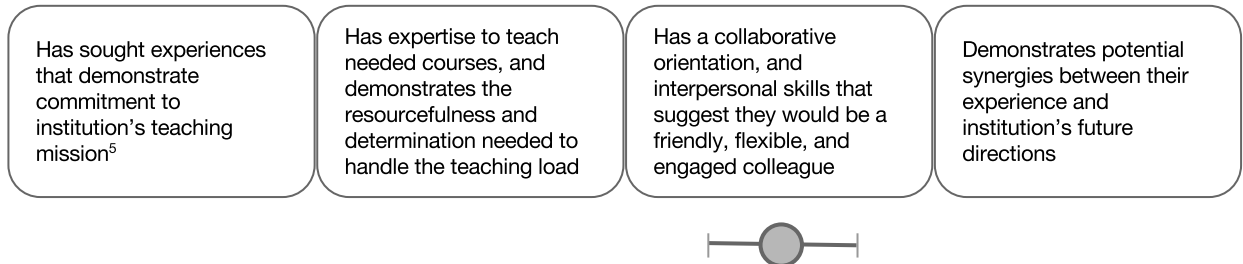 Has sought experiences
that demonstrate
commitment to
institution’s teaching
mission⁵
Has expertise to teach
needed courses, and
demonstrates the
resourcefulness and
determination needed to
handle the teaching load
Has a collaborative
orientation, and
interpersonal skills that
suggest they would be a
friendly, flexible, and
engaged colleague
Demonstrates potential
synergies between their
experience and
institution’s future
directions